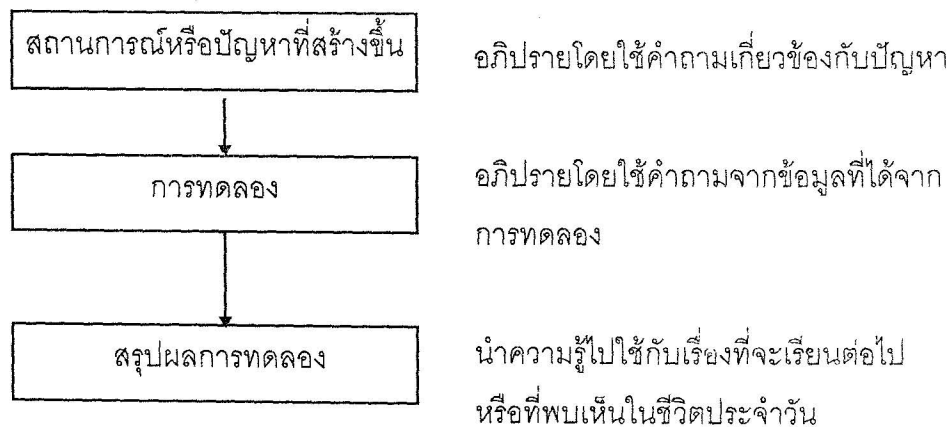 สถานการณ์หรือปัญหาที่สร้างขึ้น
อภิปรายโดยใช้คำถามเกี่ยวข้องกับปัญหา
การทดลอง
อภิปรายโดยใช้คำถามจากข้อมูลที่ได้จาก
การทดลอง
สรุปผลการทดลอง
นำความรู้ไปใช้กับเรื่องที่จะเรียนต่อไป
หรือที่พบเห็นในชีวิตประจำวัน